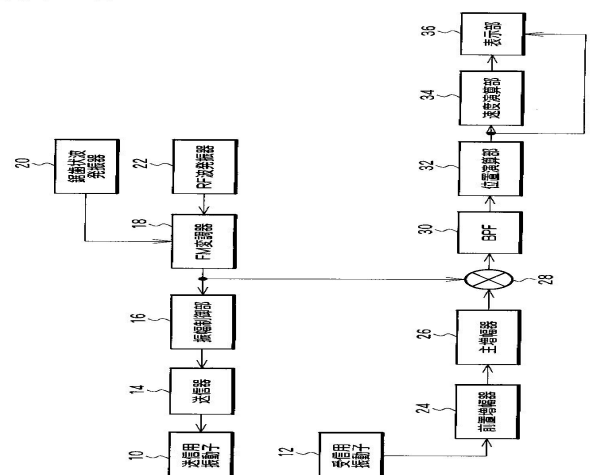 20
鋸歯状波
発振器
22
RF波発振器
18
FM変調器
16
振幅制御部
14
送信器
10
送信用
振動子
12
受信用
振動子
24
前置増幅器
26
主増幅器
28
30
BPF
32
位置演算部
34
速度演算部
36
表示部